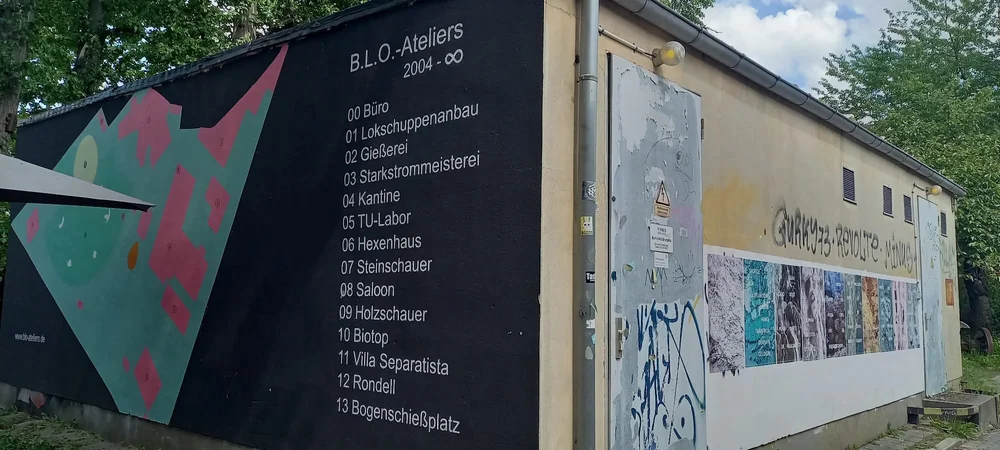 B.L.O.-Ateliers
2004 - ∞
00 Büro
01 Lokschuppenanbau
02 Gießerei
03 Starkstrommeisterei
04 Kantine
05 TU-Labor
06 Hexenhaus
07 Steinschauer
08 Saloon
09 Holzschauer
10 Biotop
11 Villa Separatista
12 Rondell
13 Bogenschießplatz
www.blo-ateliers.de